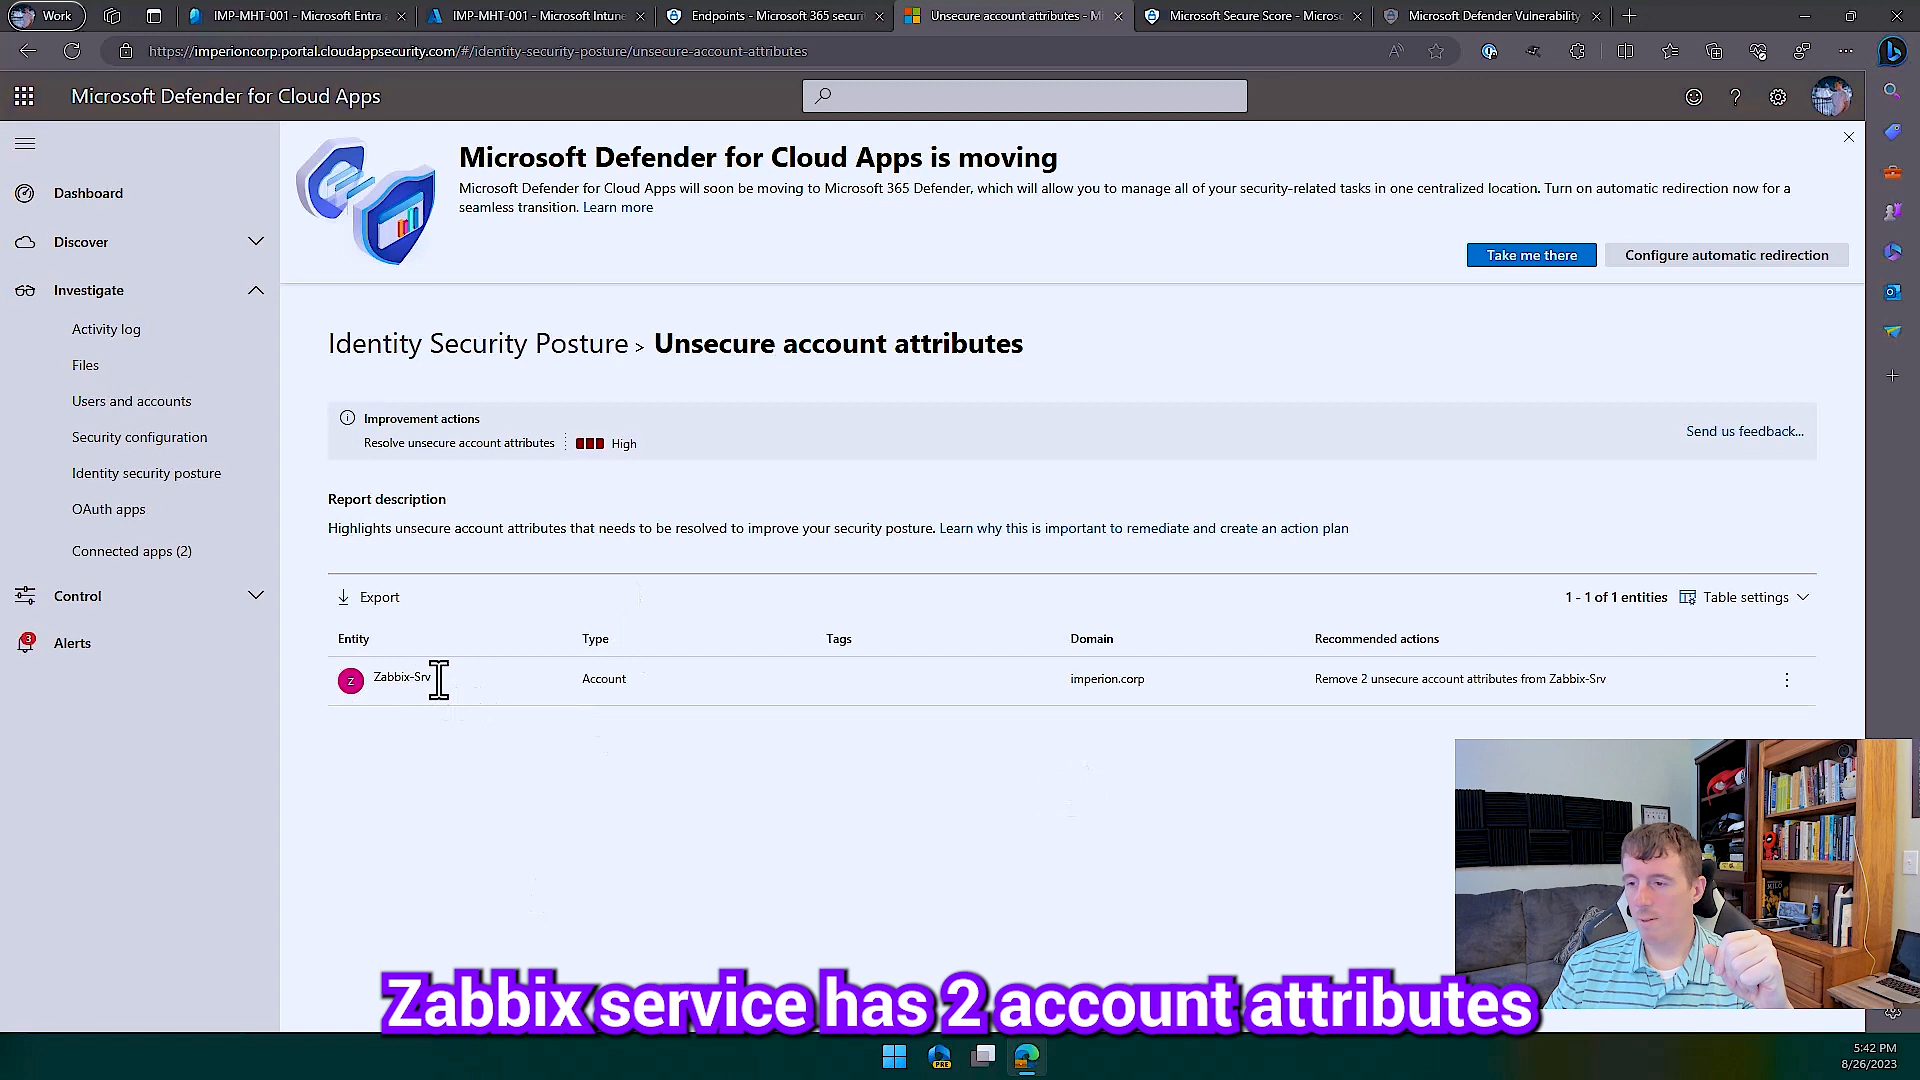 Work
IMP-MHT-001 - Microsoft Entra
IMP-MHT-001 - Microsoft Intune
Endpoints - Microsoft 365 securi
Unsecure account attributes - Mi
Microsoft Secure Score - Microso
Microsoft Defender Vulnerability
https://imperioncorp.portal.cloudappsecurity.com/#/identity-security-posture/unsecure-account-attributes
Microsoft Defender for Cloud Apps
Microsoft Defender for Cloud Apps is moving
Microsoft Defender for Cloud Apps will soon be moving to Microsoft 365 Defender, which will allow you to manage all of your security-related tasks in one centralized location. Turn on automatic redirection now for a
seamless transition. Learn more
Take me there
Configure automatic redirection
Dashboard
Discover
Investigate
Activity log
Files
Users and accounts
Security configuration
Identity security posture
OAuth apps
Connected apps (2)
Control
3
Alerts
Identity Security Posture > Unsecure account attributes
Improvement actions
Resolve unsecure account attributes
High
Send us feedback...
Report description
Highlights unsecure account attributes that needs to be resolved to improve your security posture. Learn why this is important to remediate and create an action plan
Export
1 - 1 of 1 entities
Table settings
Entity
Type
Tags
Domain
Recommended actions
Z
Zabbix-Srv
Account
imperion.corp
Remove 2 unsecure account attributes from Zabbix-Srv
Zabbix service has 2 account attributes
PRE
5:42 PM
8/26/2023